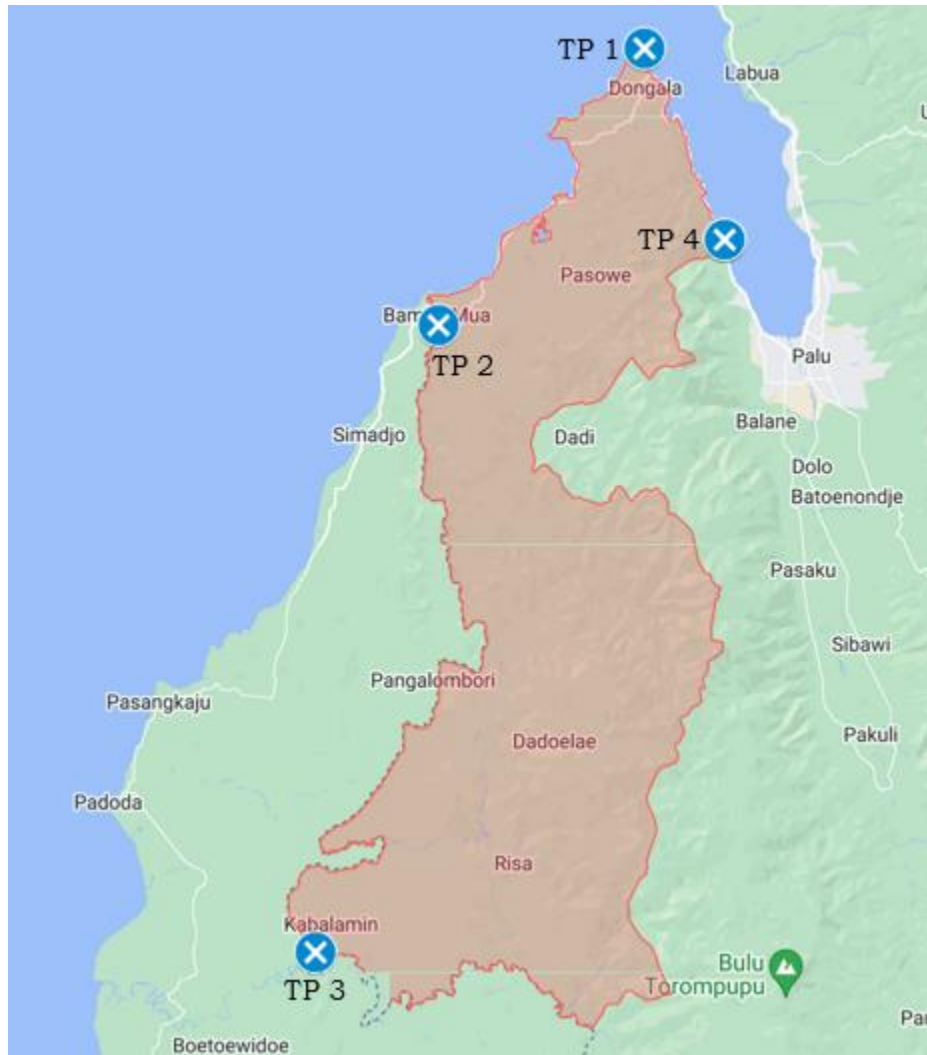 TP 1
Labua
Dongala
TP 4
Pasowe
Mua
TP 2
Palu
Simadjo
Dadi
Balane
Dolo
Batoenondje
Pasaku
Sibawi
Pangalombori
Pasangkaju
Dadoelae
Pakuli
Padoda
Risa
Kabalamin
TP 3
Bulu
Torompupu
Boetoewidoe